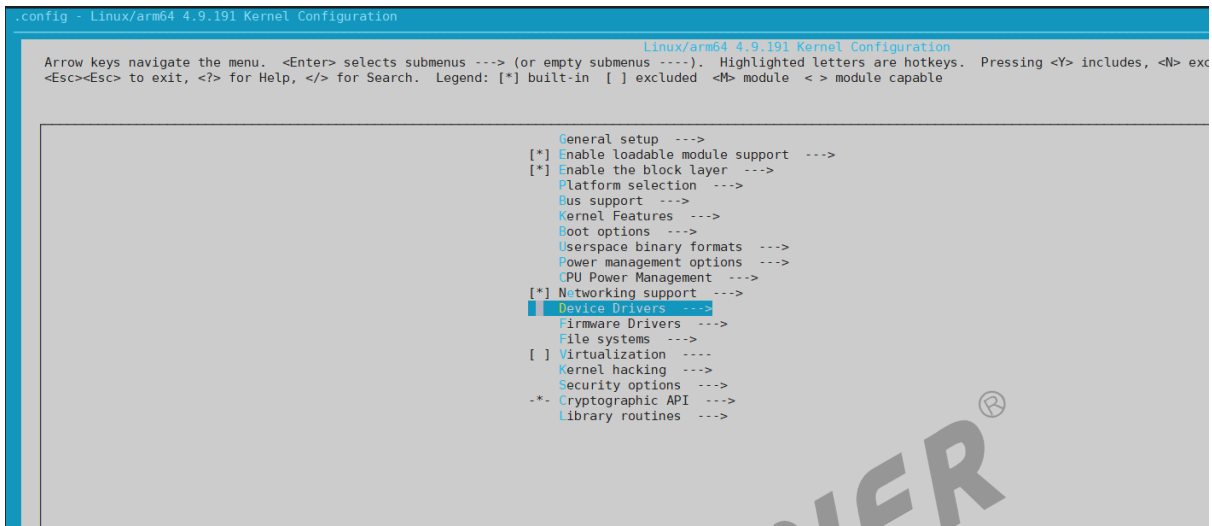 .config - Linux/arm64 4.9.191 Kernel Configuration
Linux/arm64 4.9.191 Kernel Configuration
Arrow keys navigate the menu.  <Enter> selects submenus ---> (or empty submenus ----).  Highlighted letters are hotkeys.  Pressing <Y> includes, <N> exc
<Esc><Esc> to exit, <?> for Help, </> for Search.  Legend: [*] built-in  [ ] excluded  <M> module  < > module capable
General setup  --->
[*] Enable loadable module support  --->
[*] Enable the block layer  --->
Platform selection  --->
Bus support  --->
Kernel Features  --->
Boot options  --->
Userspace binary formats  --->
Power management options  --->
CPU Power Management  --->
[*] Networking support  --->
Device Drivers  --->
Firmware Drivers  --->
File systems  --->
[ ] Virtualization  ----
Kernel hacking  --->
Security options  --->
-*- Cryptographic API  --->
Library routines  --->
®